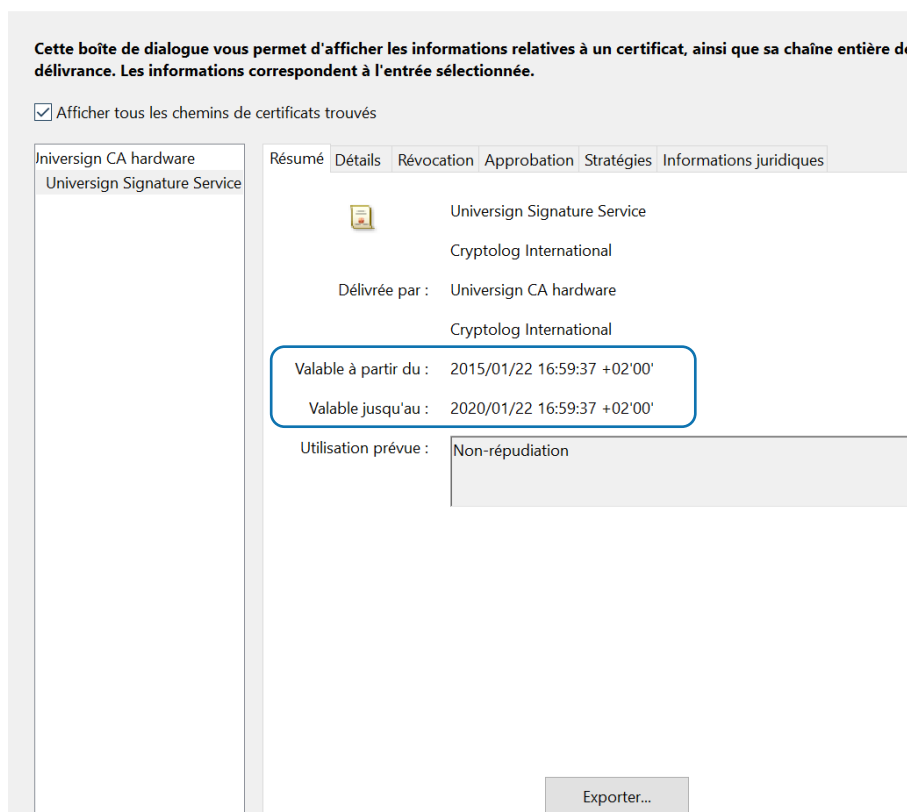 Cette boîte de dialogue vous permet d'afficher les informations relatives à un certificat, ainsi que sa chaîne entière de
délivrance. Les informations correspondent à l'entrée sélectionnée.
Afficher tous les chemins de certificats trouvés
Universign CA hardware
Universign Signature Service
Résumé Détails Révocation Approbation Stratégies Informations juridiques
Universign Signature Service
Cryptolog International
Délivrée par : Universign CA hardware
Cryptolog International
Valable à partir du : 2015/01/22 16:59:37 +02'00'
Valable jusqu'au : 2020/01/22 16:59:37 +02'00'
Utilisation prévue : Non-répudiation
Exporter...